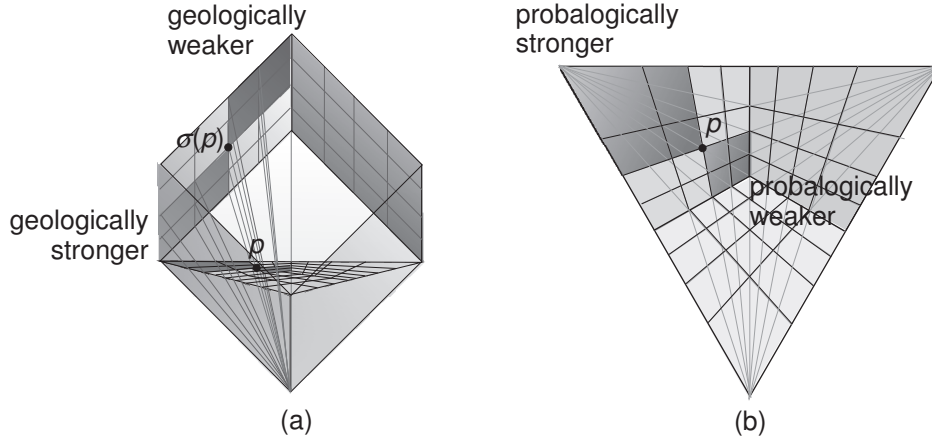 geologically
weaker
σ(p)
geologically
stronger
p
(a)
probalogically
stronger
p
probalogically
weaker
(b)